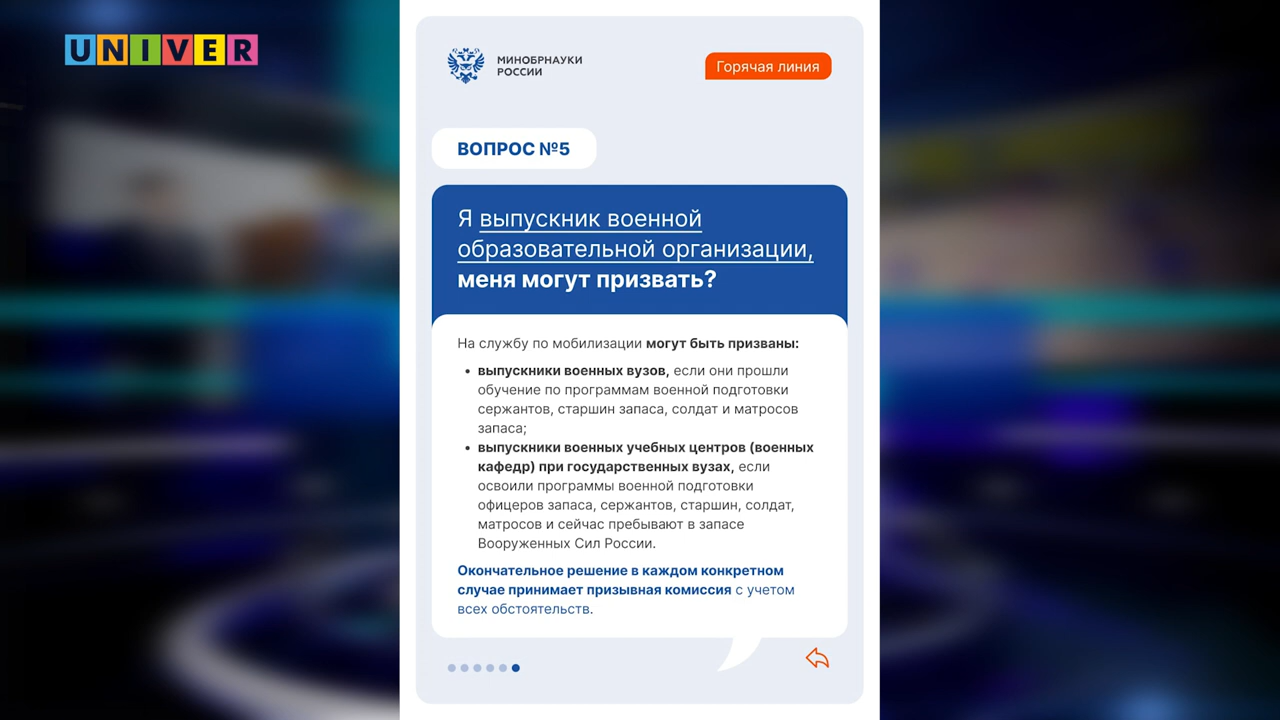 UNIVER
МИНОБРНАУКИ
РОССИИ
Горячая линия
ВОПРОС №5
Я выпускник военной
образовательной организации,
меня могут призвать?
На службу по мобилизации могут быть призваны:
• выпускники военных вузов, если они прошли
обучение по программам военной подготовки
сержантов, старшин запаса, солдат и матросов
запаса;
• выпускники военных учебных центров (военных
кафедр) при государственных вузах, если
освоили программы военной подготовки
офицеров запаса, сержантов, старшин, солдат,
матросов и сейчас пребывают в запасе
Вооруженных Сил России.
Окончательное решение в каждом конкретном
случае принимает призывная комиссия с учетом
всех обстоятельств.